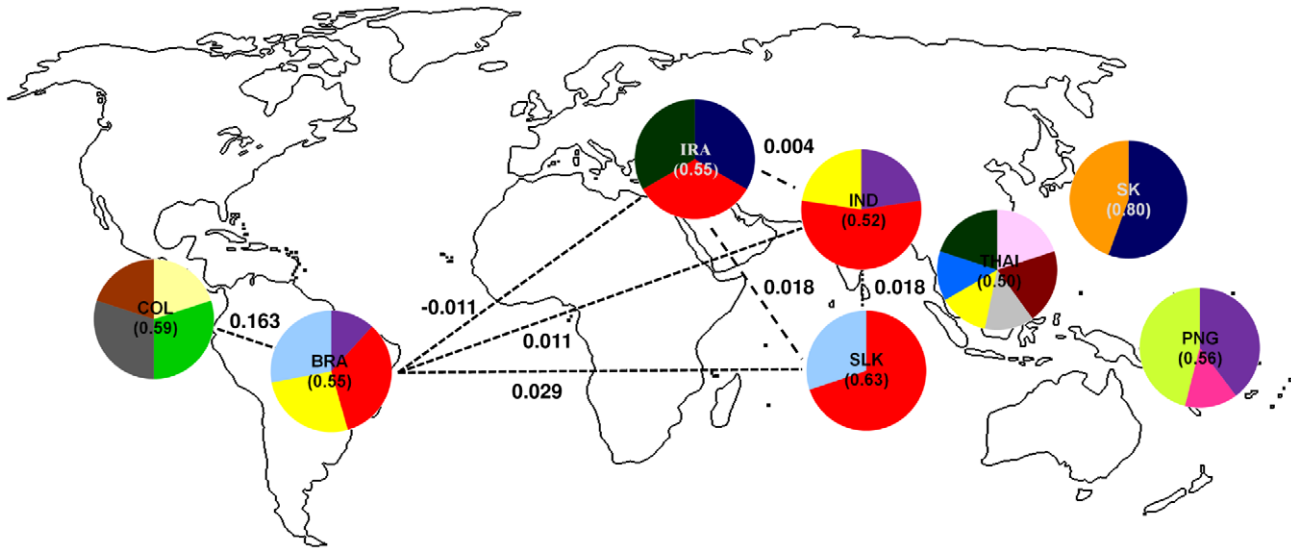 IRA
(0.55)
0.004
IND
(0.52)
SK
(0.80)
THAI
(0.50)
COL
(0.59)
0.163
-0.011
0.018
0.018
BRA
(0.55)
0.011
0.029
SLK
(0.63)
PNG
(0.56)